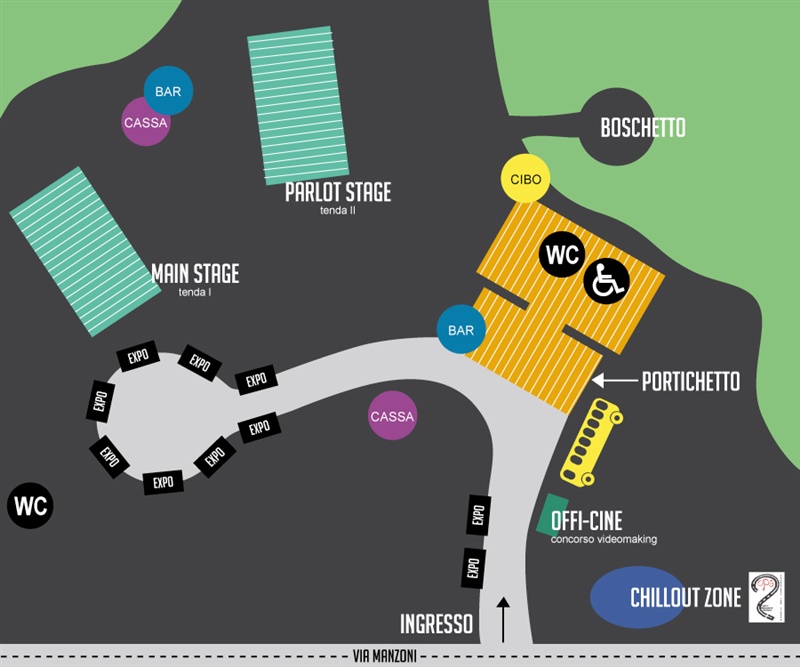 BAR
CASSA
BOSCHETTO
CIBO
PARLOT STAGE
tenda II
WC
MAIN STAGE
tenda I
BAR
EXPO
EXPO
EXPO
PORTICHETTO
EXPO
CASSA
EXPO
EXPO
EXPO
EXPO
WC
EXPO
OFFI-CINE
concorso videomaking
EXPO
CHILLOUT ZONE
INGRESSO
VIA MANZONI